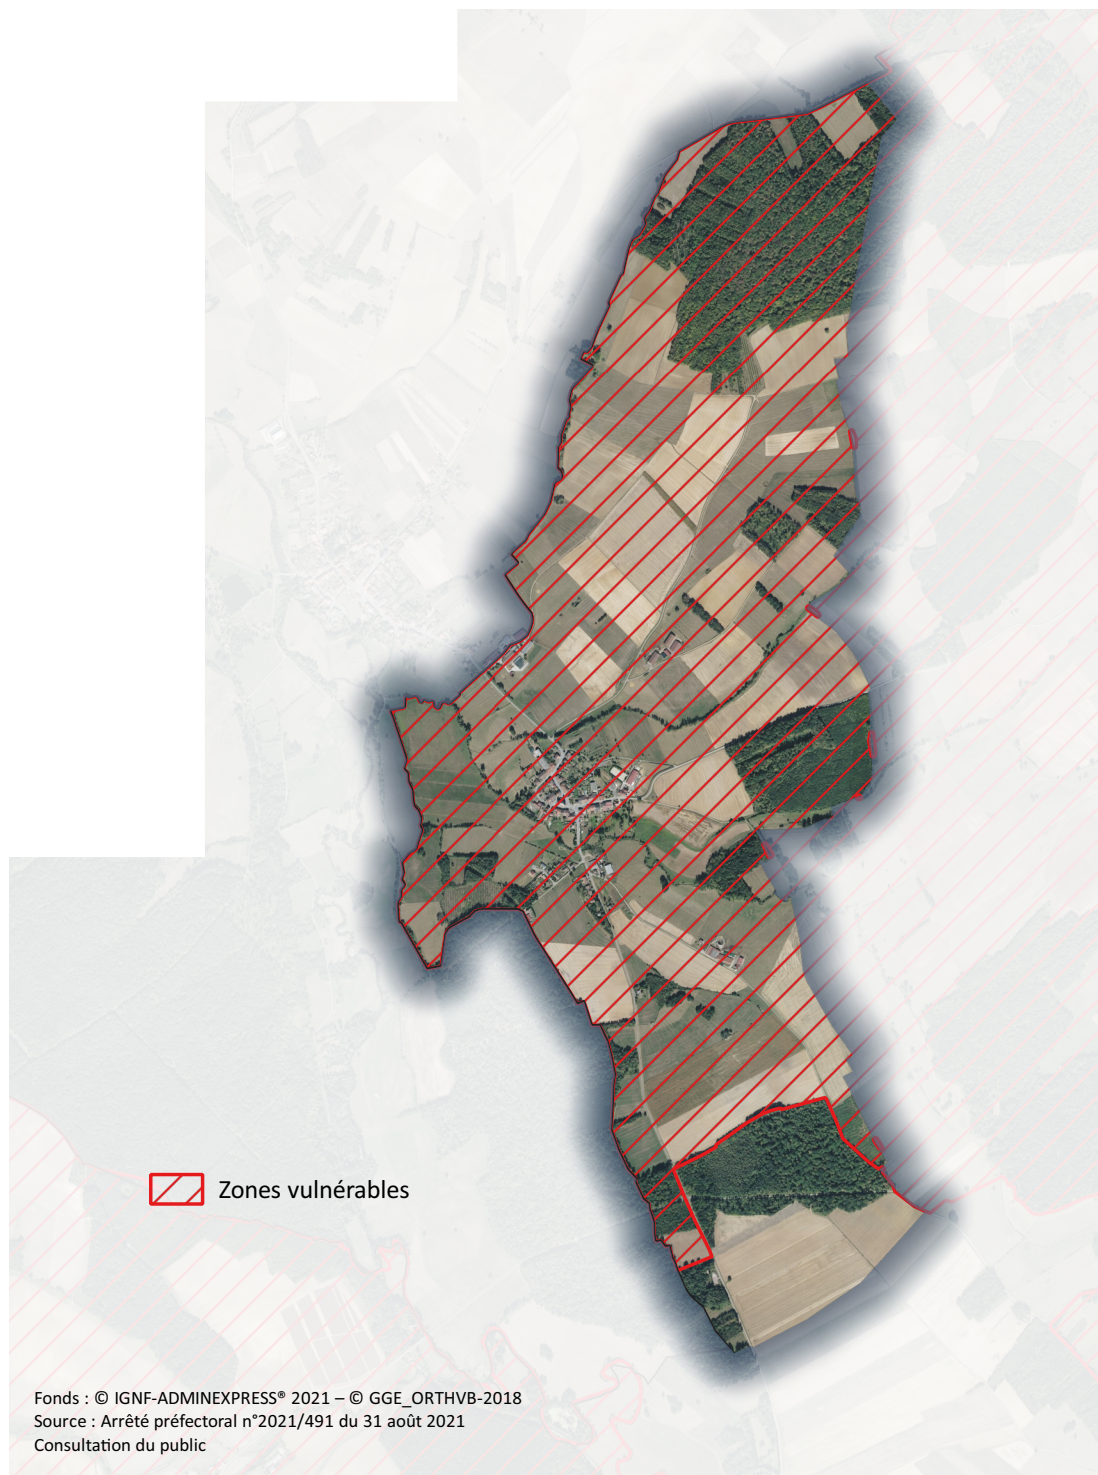 Zones vulnérables
Fonds : © IGNF-ADMINEXPRESS® 2021 – © GGE_ORTHVB-2018
Source : Arrêté préfectoral n°2021/491 du 31 août 2021
Consultation du public